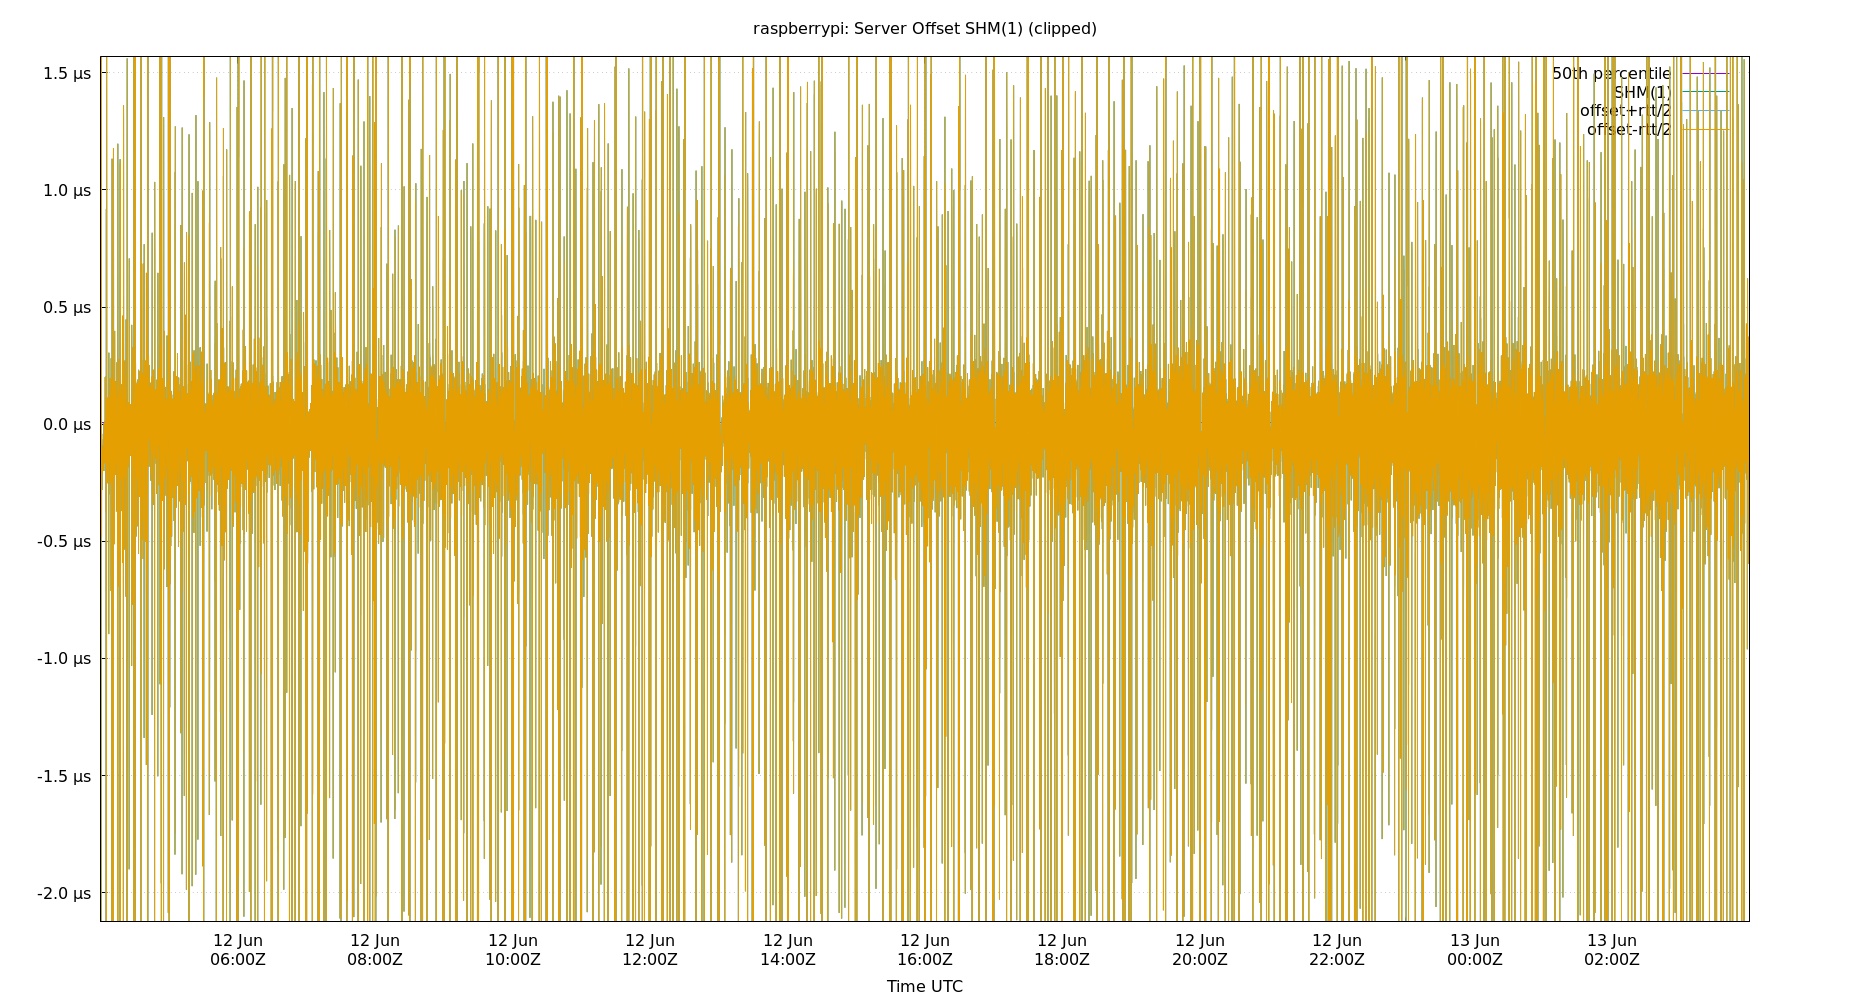 raspberrypi: Server Offset SHM(1) (clipped)
1.5 µs
1.0 µs
0.5 µs
0.0 µs
-0.5 µs
-1.0 µs
-1.5 µs
-2.0 µs
50th percentile
SHM(1)
offset+rtt/2
offset-rtt/2
12 Jun 12 Jun 12 Jun 12 Jun 12 Jun 12 Jun 12 Jun 12 Jun 12 Jun 13 Jun 13 Jun
06:00Z 08:00Z 10:00Z 12:00Z 14:00Z 16:00Z 18:00Z 20:00Z 22:00Z 00:00Z 02:00Z
Time UTC